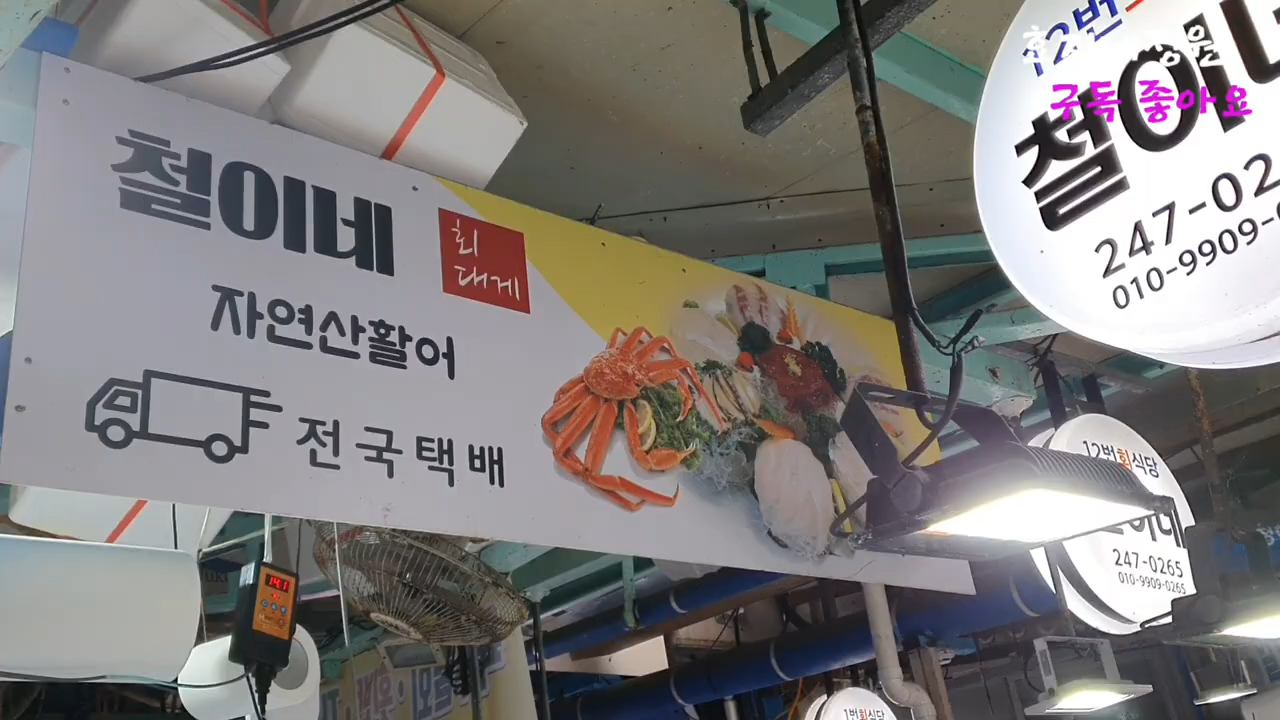 철이네
회
대게
자연산활어
전국택배
12번
구독 좋아요
철이네
247-02
010-9909-0
12번회식당
247-0265
010-9909-0265
14.1
1번회식당